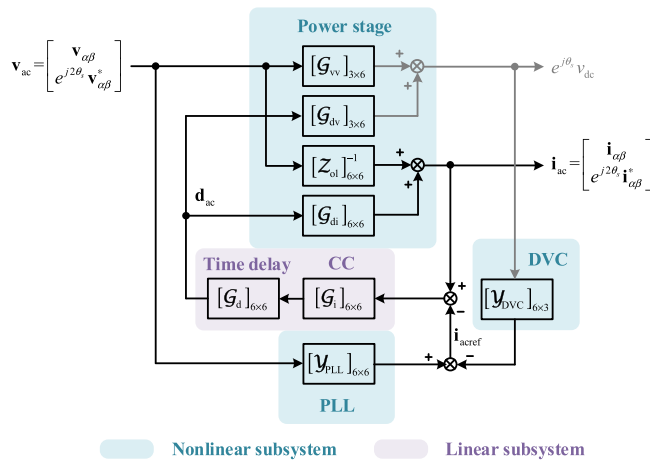 Power stage
v_ac = [ v_αβ
e^{j2θ_s} v*_αβ ]
[𝒢_vv]_{3×6}
+
+
e^{jθ_s} v_dc
[𝒢_dv]_{3×6}
[𝒵_ol]^{-1}_{6×6}
+
+
i_ac = [ i_αβ
e^{j2θ_s} i*_αβ ]
d_ac
[𝒢_di]_{6×6}
Time delay
CC
DVC
[𝒢_d]_{6×6}
[𝒢_i]_{6×6}
+
−
[𝒴_DVC]_{6×3}
i_acref
[𝒴_PLL]_{6×6}
+
−
PLL
Nonlinear subsystem
Linear subsystem